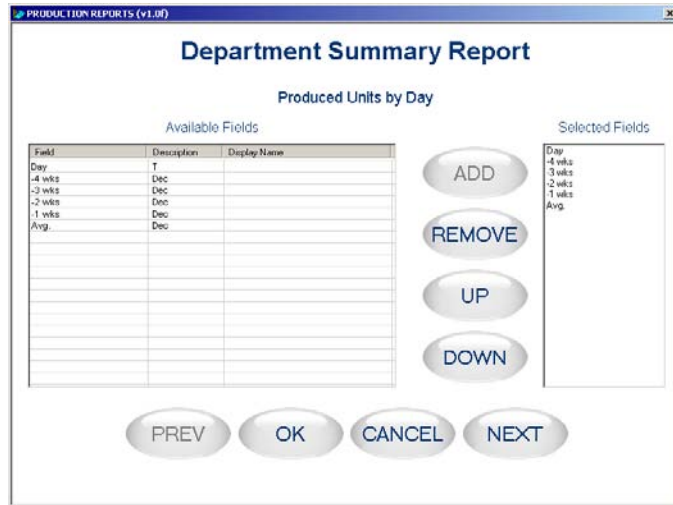 PRODUCTION REPORTS (v1.0f)
Department Summary Report
Produced Units by Day
Available Fields
Selected Fields
Field Description Display Name
Day T
-4 wks Dec
-3 wks Dec
-2 wks Dec
-1 wks Dec
Avg. Dec
ADD
REMOVE
UP
DOWN
Day
-4 wks
-3 wks
-2 wks
-1 wks
Avg.
PREV OK CANCEL NEXT